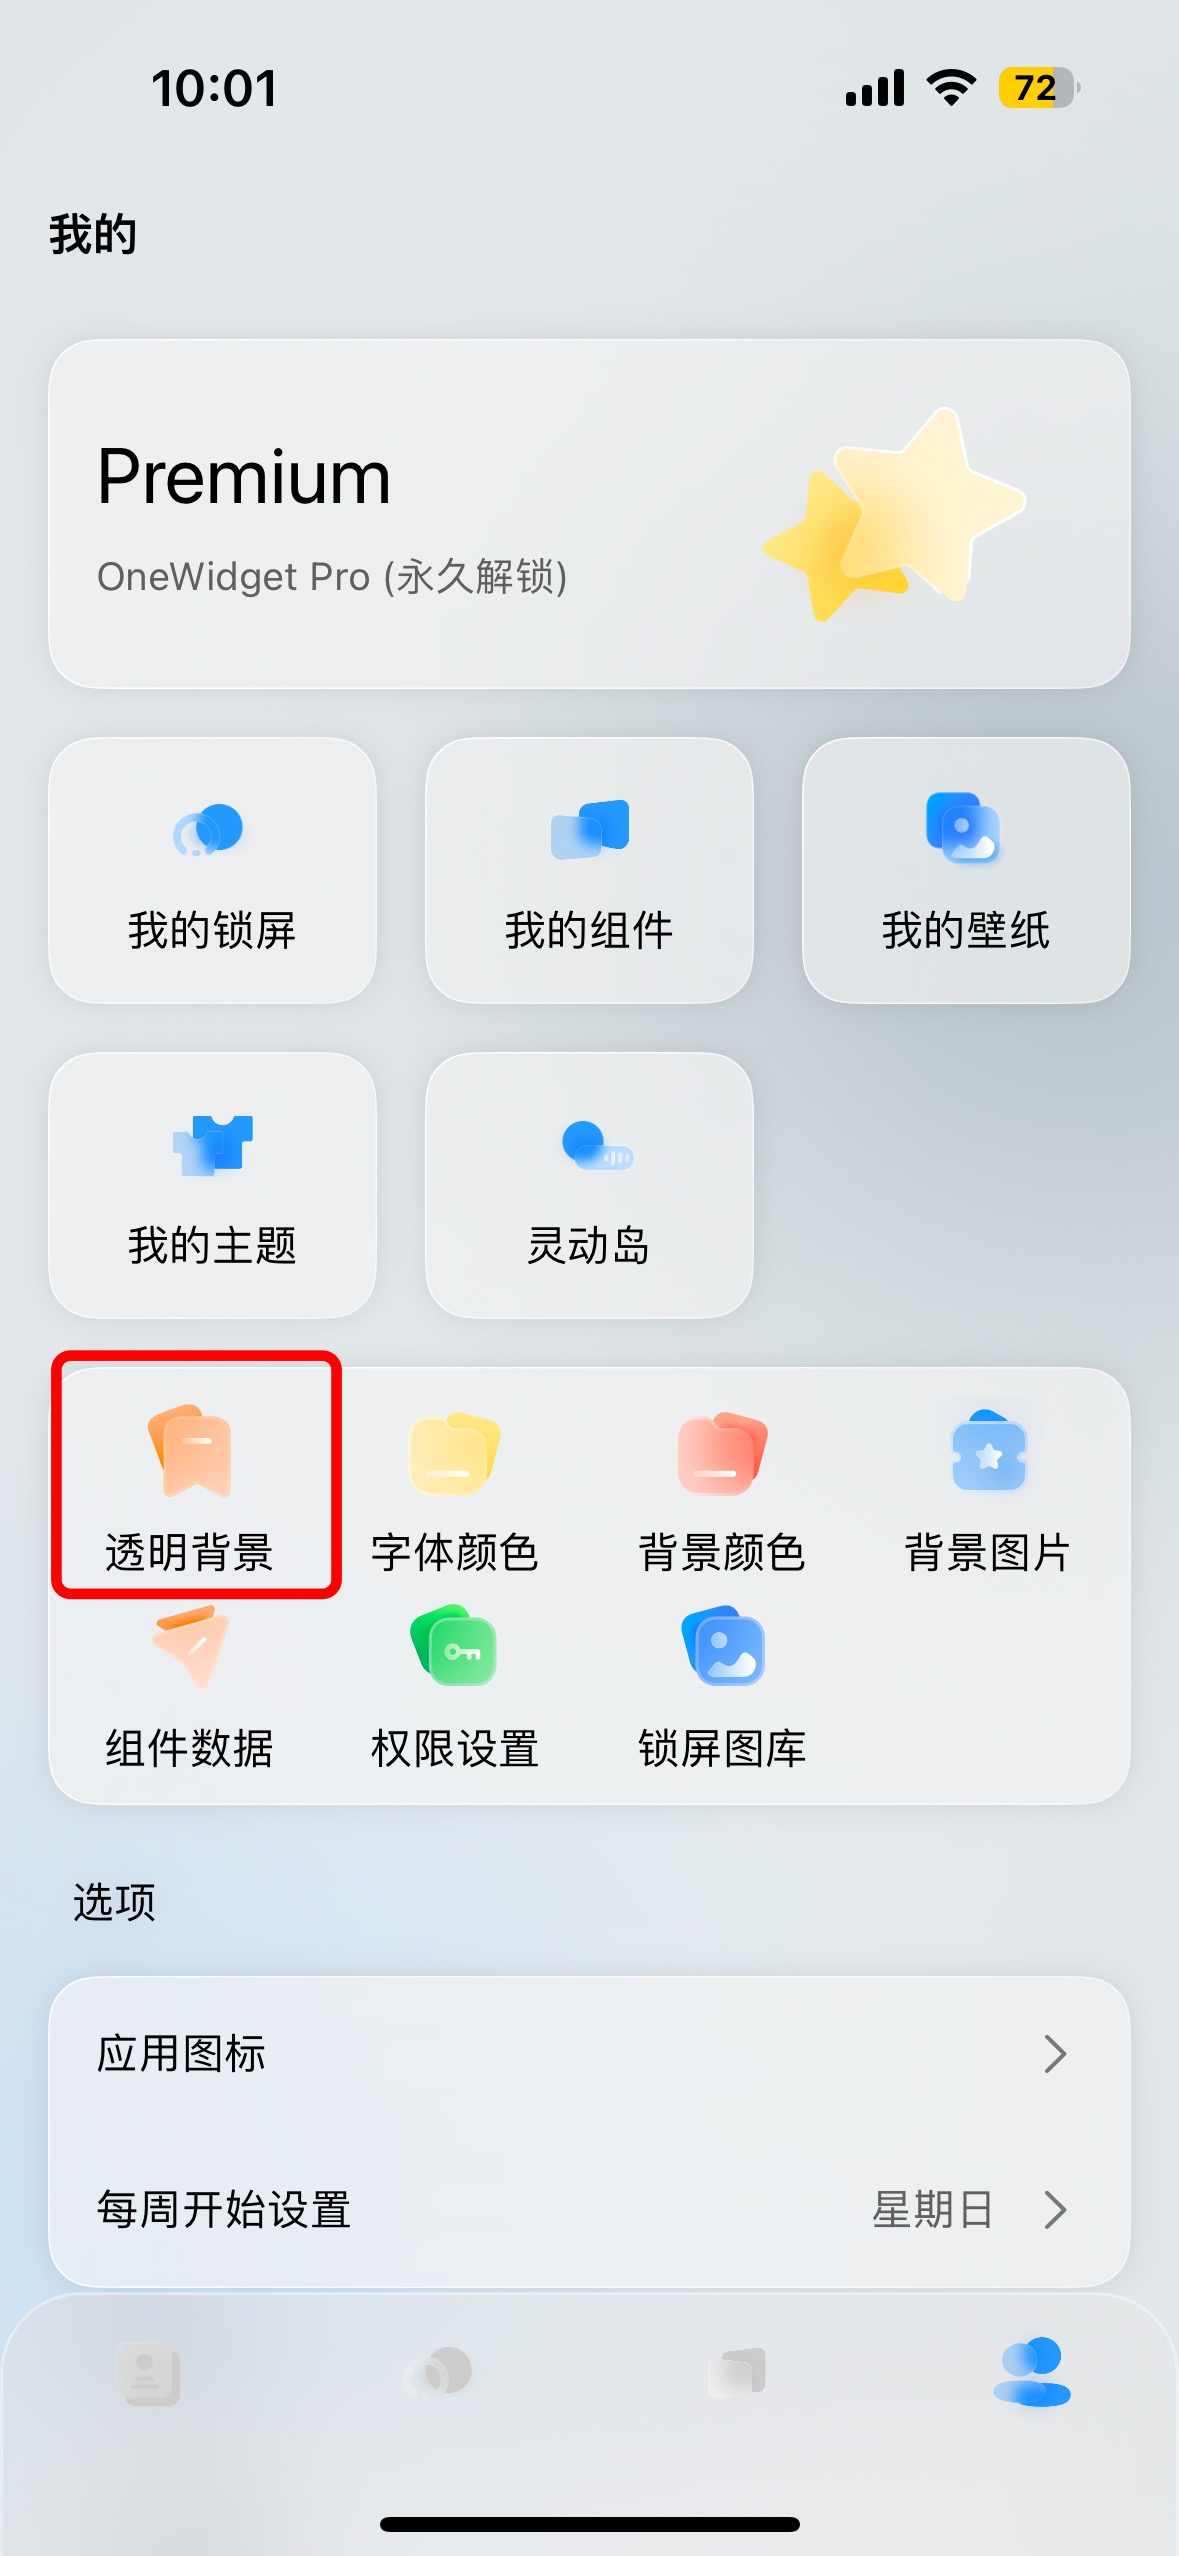 10:01
72
我的
Premium
OneWidget Pro (永久解锁)
我的锁屏 我的组件 我的壁纸
我的主题 灵动岛
透明背景 字体颜色 背景颜色 背景图片
组件数据 权限设置 锁屏图库
选项
应用图标
每周开始设置 星期日